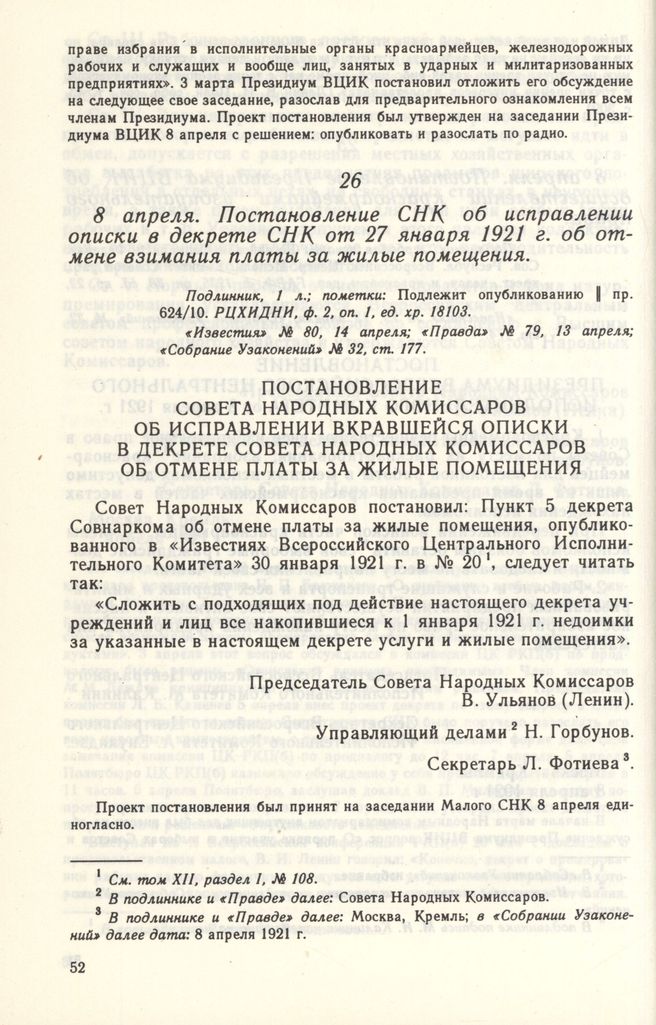 праве избрания в исполнительные органы красноармейцев, железнодорожных
рабочих и служащих и вообще лиц, занятых в ударных и милитаризованных
предприятиях». 3 марта Президиум ВЦИК постановил отложить его обсуждение
на следующее свое заседание, разослав для предварительного ознакомления всем
членам Президиума. Проект постановления был утвержден на заседании Прези-
диума ВЦИК 8 апреля с решением: опубликовать и разослать по радио.
26
8 апреля. Постановление СНК об исправлении
описки в декрете СНК от 27 января 1921 г. об от-
мене взимания платы за жилые помещения.
Подлинник, 1 л.; пометки: Подлежит опубликованию ‖ пр.
624/10. РЦХИДНИ, ф. 2, оп. 1, ед. хр. 18103.
«Известия» № 80, 14 апреля; «Правда» № 79, 13 апреля;
«Собрание Узаконений» № 32, ст. 177.
ПОСТАНОВЛЕНИЕ
СОВЕТА НАРОДНЫХ КОМИССАРОВ
ОБ ИСПРАВЛЕНИИ ВКРАВШЕЙСЯ ОПИСКИ
В ДЕКРЕТЕ СОВЕТА НАРОДНЫХ КОМИССАРОВ
ОБ ОТМЕНЕ ПЛАТЫ ЗА ЖИЛЫЕ ПОМЕЩЕНИЯ
Совет Народных Комиссаров постановил: Пункт 5 декрета
Совнаркома об отмене платы за жилые помещения, опублико-
ванного в «Известиях Всероссийского Центрального Исполни-
тельного Комитета» 30 января 1921 г. в № 20 ¹, следует читать
так:
«Сложить с подходящих под действие настоящего декрета уч-
реждений и лиц все накопившиеся к 1 января 1921 г. недоимки
за указанные в настоящем декрете услуги и жилые помещения».
Председатель Совета Народных Комиссаров
В. Ульянов (Ленин).
Управляющий делами ² Н. Горбунов.
Секретарь Л. Фотиева ³.
Проект постановления был принят на заседании Малого СНК 8 апреля еди-
ногласно.
¹ См. том XII, раздел I, № 108.
² В подлиннике и «Правде» далее: Совета Народных Комиссаров.
³ В подлиннике и «Правде» далее: Москва, Кремль; в «Собрании Узаконе-
ний» далее дата: 8 апреля 1921 г.
52